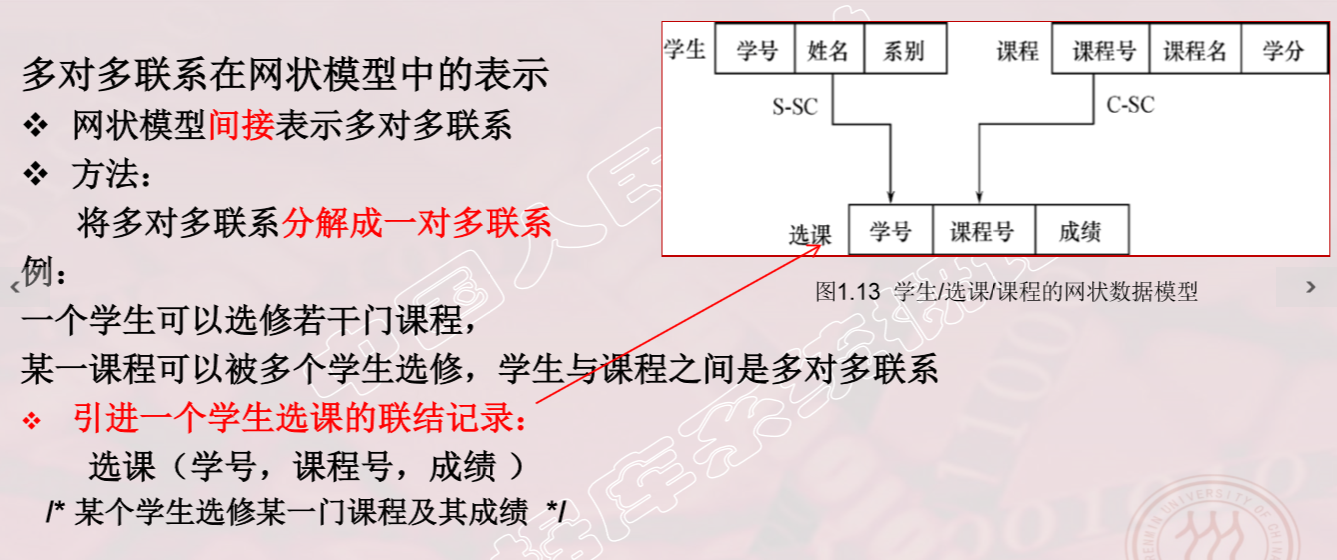 多对多联系在网状模型中的表示
❖ 网状模型间接表示多对多联系
❖ 方法：
将多对多联系分解成一对多联系
例：
一个学生可以选修若干门课程，
某一课程可以被多个学生选修，学生与课程之间是多对多联系
❖ 引进一个学生选课的联结记录：
选课（学号，课程号，成绩 ）
/* 某个学生选修某一门课程及其成绩 */
学生 学号 姓名 系别 课程 课程号 课程名 学分
S-SC C-SC
选课 学号 课程号 成绩
图1.13 学生/选课/课程的网状数据模型